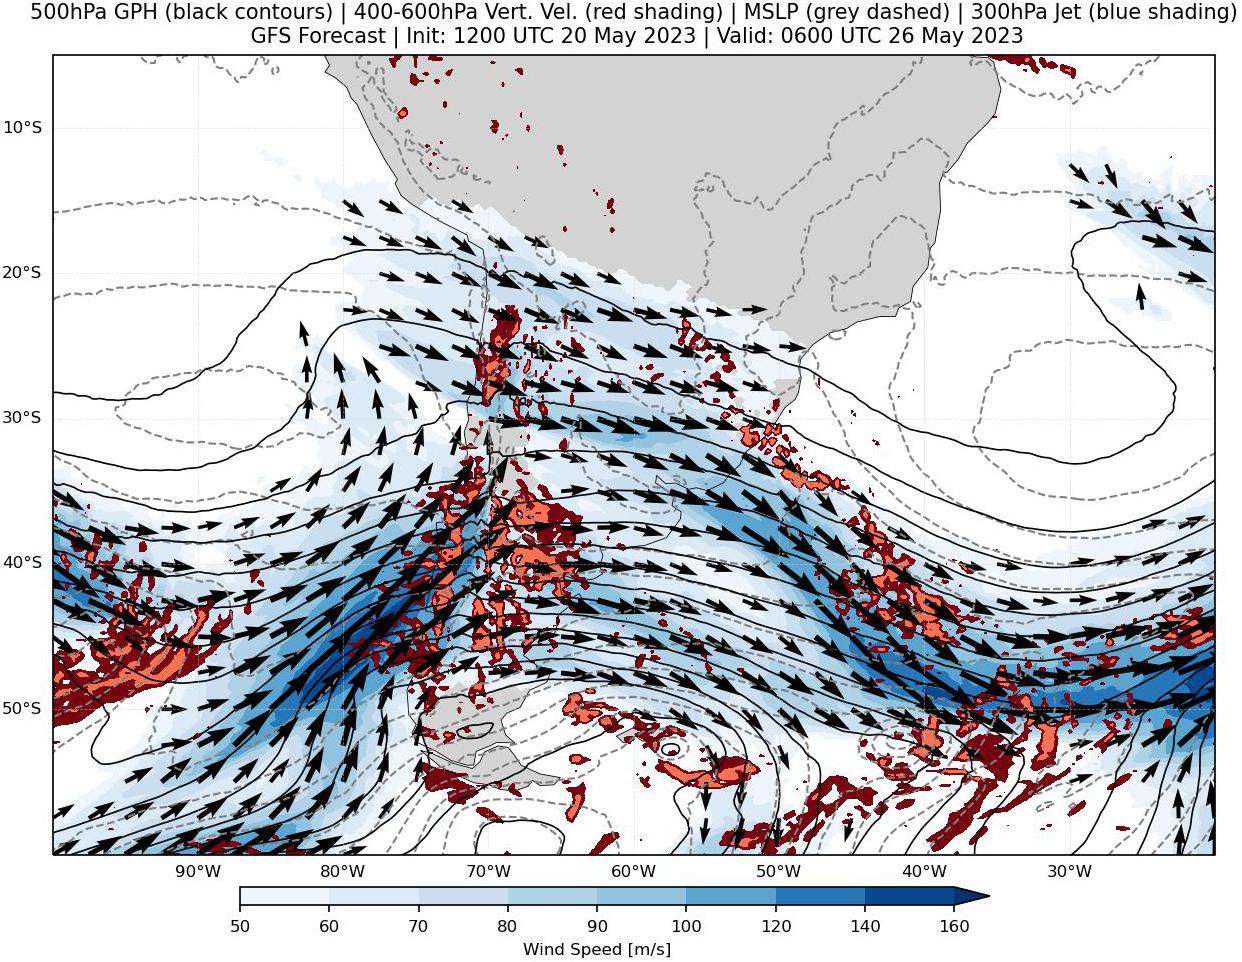 500hPa GPH (black contours) | 400-600hPa Vert. Vel. (red shading) | MSLP (grey dashed) | 300hPa Jet (blue shading)
GFS Forecast | Init: 1200 UTC 20 May 2023 | Valid: 0600 UTC 26 May 2023
10°S
20°S
30°S
40°S
50°S
90°W 80°W 70°W 60°W 50°W 40°W 30°W
50 60 70 80 90 100 120 140 160
Wind Speed [m/s]